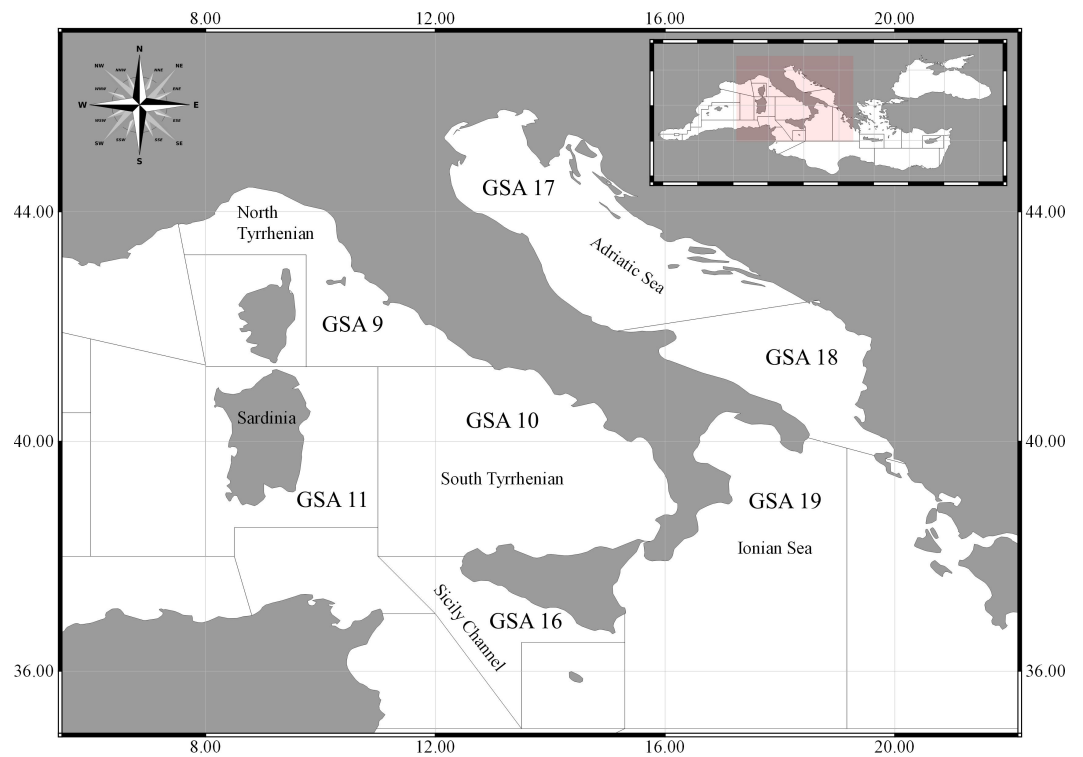 8.00
12.00
16.00
20.00
N
NNW
NNE
NW
NE
WNW
ENE
W
E
WSW
ESE
SW
SE
SSW
SSE
S
GSA 17
44.00
44.00
North
Tyrrhenian
Adriatic Sea
GSA 9
GSA 18
Sardinia
GSA 10
40.00
40.00
South Tyrrhenian
GSA 11
GSA 19
Ionian Sea
Sicily Channel
GSA 16
36.00
36.00
8.00
12.00
16.00
20.00